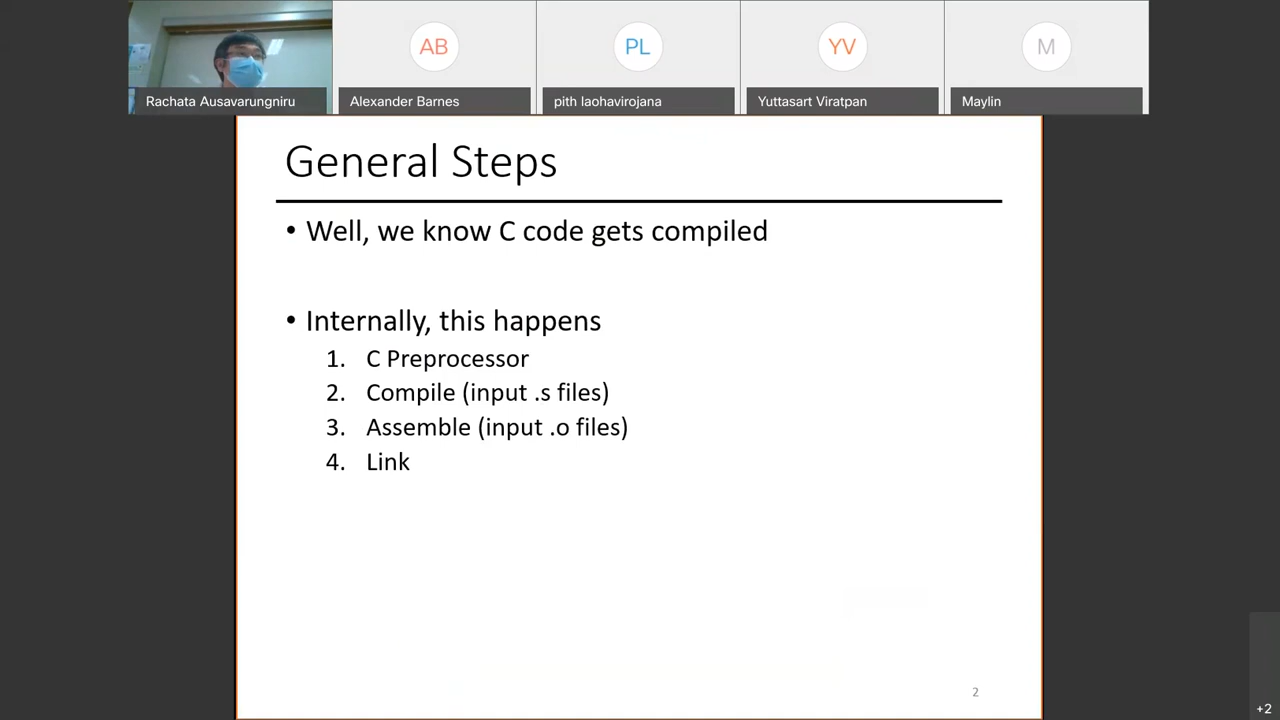 AB
PL
YV
M
Rachata Ausavarungniru
Alexander Barnes
pith laohavirojana
Yuttasart Viratpan
Maylin
General Steps
• Well, we know C code gets compiled
• Internally, this happens
1. C Preprocessor
2. Compile (input .s files)
3. Assemble (input .o files)
4. Link
2
+2